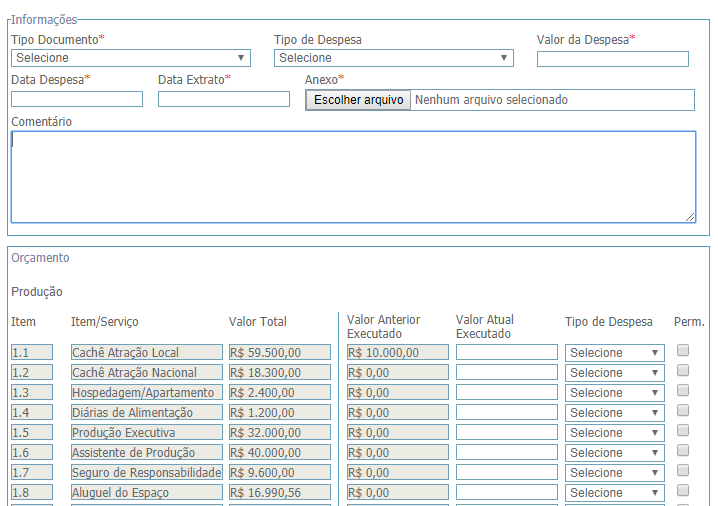 Informações
Tipo Documento* Tipo de Despesa Valor da Despesa*
Selecione Selecione
Data Despesa* Data Extrato* Anexo*
Escolher arquivo Nenhum arquivo selecionado
Comentário
Orçamento
Produção
Item Item/Serviço Valor Total Valor Anterior Executado Valor Atual Executado Tipo de Despesa Perm.
1.1 Cachê Atração Local R$ 59.500,00 R$ 10.000,00 Selecione
1.2 Cachê Atração Nacional R$ 18.300,00 R$ 0,00 Selecione
1.3 Hospedagem/Apartamento R$ 2.400,00 R$ 0,00 Selecione
1.4 Diárias de Alimentação R$ 1.200,00 R$ 0,00 Selecione
1.5 Produção Executiva R$ 32.000,00 R$ 0,00 Selecione
1.6 Assistente de Produção R$ 40.000,00 R$ 0,00 Selecione
1.7 Seguro de Responsabilidade R$ 9.600,00 R$ 0,00 Selecione
1.8 Aluguel do Espaço R$ 16.990,56 R$ 0,00 Selecione